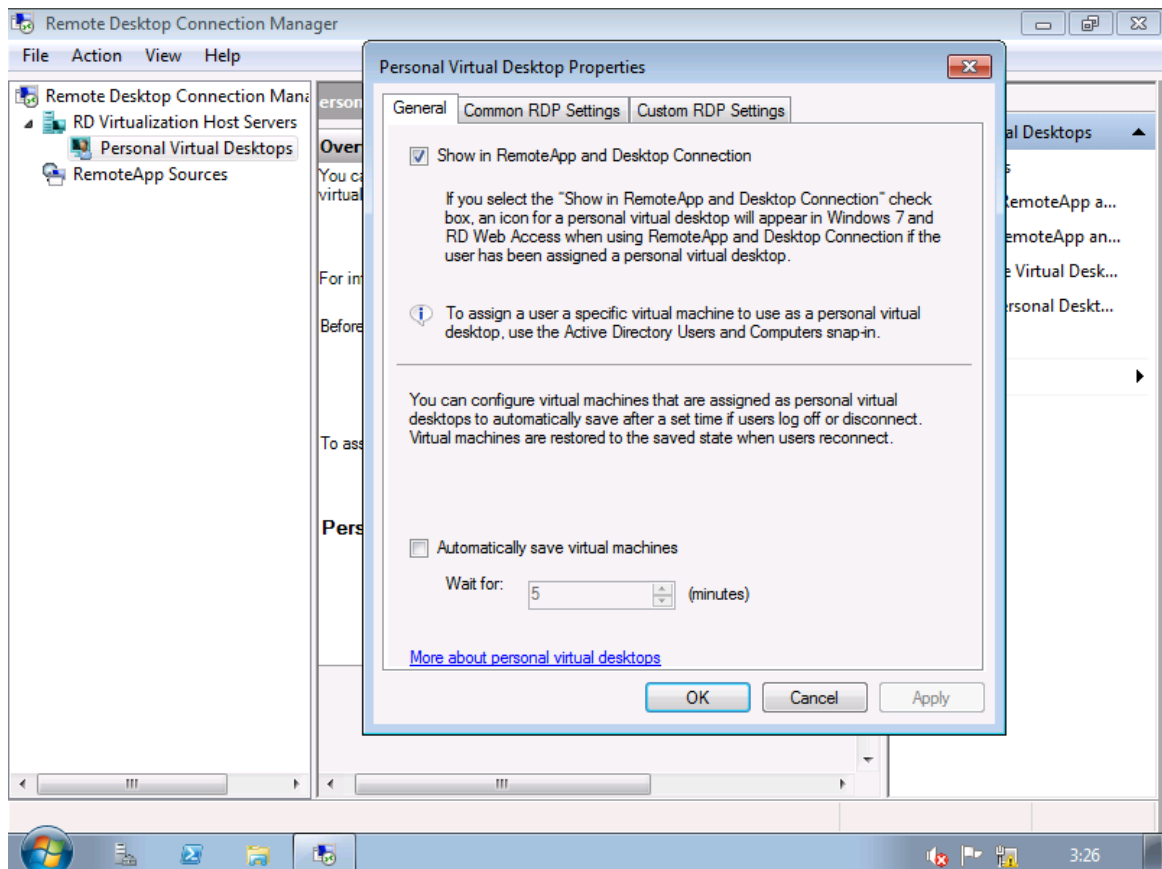 Remote Desktop Connection Manager
File Action View Help
Remote Desktop Connection Mana
RD Virtualization Host Servers
Personal Virtual Desktops
RemoteApp Sources
erson
Over
You ca
virtual
For in
Before
To ass
Pers
Personal Virtual Desktop Properties
General Common RDP Settings Custom RDP Settings
Show in RemoteApp and Desktop Connection
If you select the "Show in RemoteApp and Desktop Connection" check
box, an icon for a personal virtual desktop will appear in Windows 7 and
RD Web Access when using RemoteApp and Desktop Connection if the
user has been assigned a personal virtual desktop.
To assign a user a specific virtual machine to use as a personal virtual
desktop, use the Active Directory Users and Computers snap-in.
You can configure virtual machines that are assigned as personal virtual
desktops to automatically save after a set time if users log off or disconnect.
Virtual machines are restored to the saved state when users reconnect.
Automatically save virtual machines
Wait for: 5 (minutes)
More about personal virtual desktops
OK Cancel Apply
al Desktops
s
RemoteApp a...
emoteApp an...
e Virtual Desk...
ersonal Deskt...
3:26